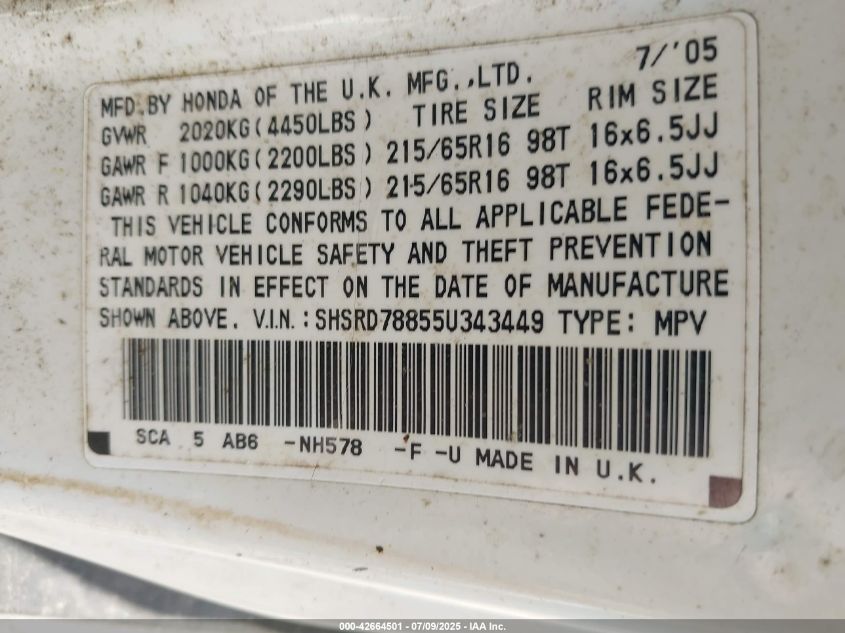 7/'05
MFD.BY HONDA OF THE U.K. MFG.,LTD.
GVWR 2020KG(4450LBS) TIRE SIZE RIM SIZE
GAWR F 1000KG(2200LBS) 215/65R16 98T 16x6.5JJ
GAWR R 1040KG(2290LBS) 215/65R16 98T 16x6.5JJ
THIS VEHICLE CONFORMS TO ALL APPLICABLE FEDE-
RAL MOTOR VEHICLE SAFETY AND THEFT PREVENTION
STANDARDS IN EFFECT ON THE DATE OF MANUFACTURE
SHOWN ABOVE. V.I.N.:SHSRD78855U343449 TYPE: MPV
SCA 5 AB6 -NH578 -F -U MADE IN U.K.
000-42664501 - 07/09/2025 - IAA Inc.